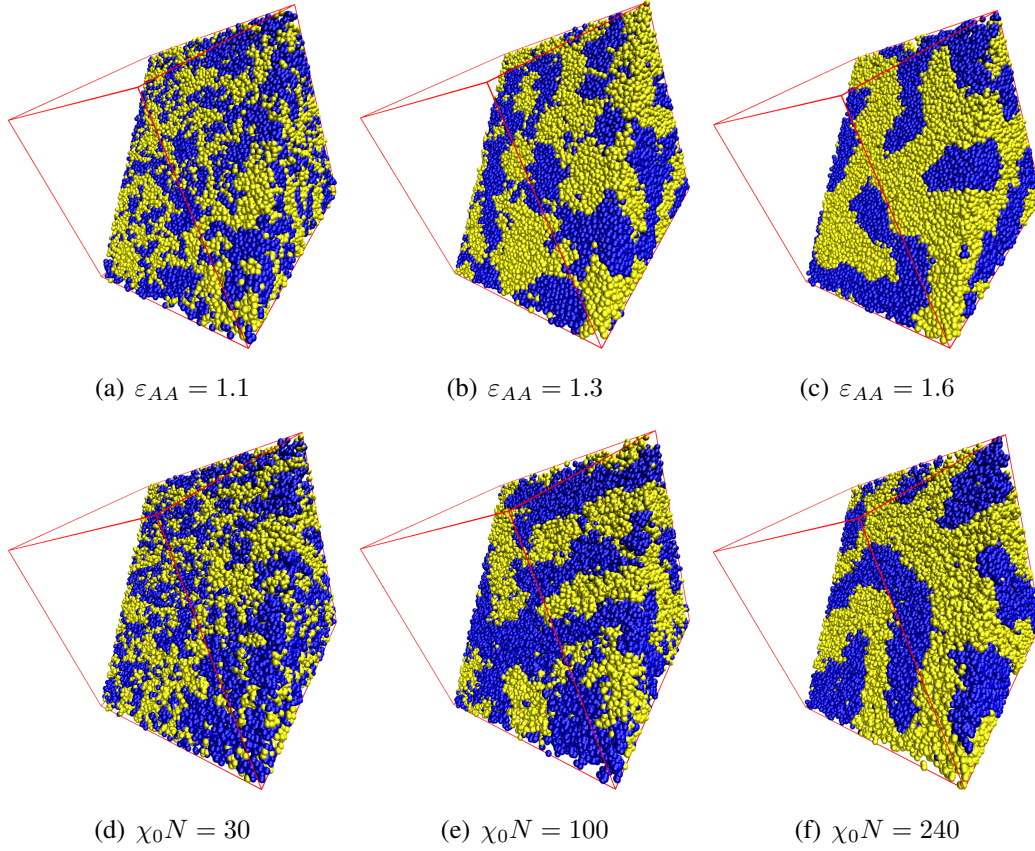 (a) εAA = 1.1
(b) εAA = 1.3
(c) εAA = 1.6
(d) χ0N = 30
(e) χ0N = 100
(f) χ0N = 240